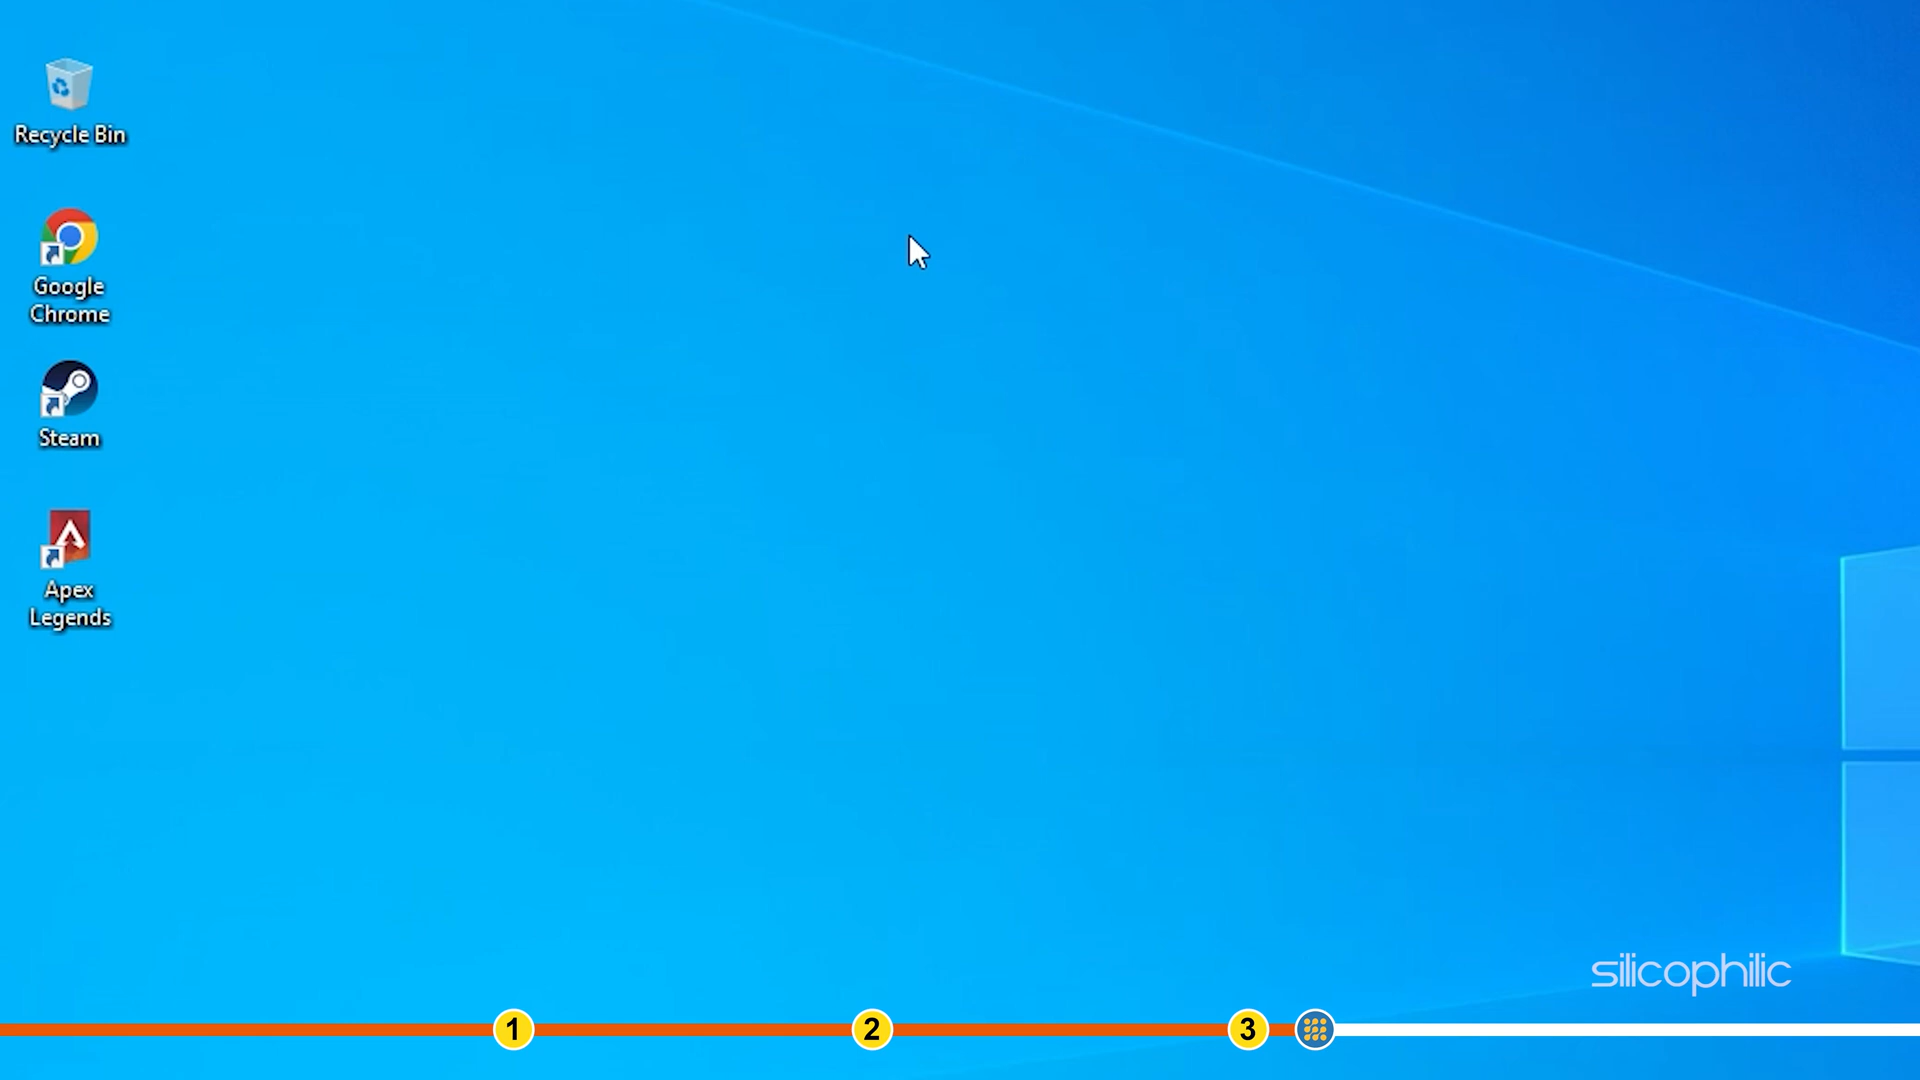 Recycle Bin
Google
Chrome
Steam
Apex
Legends
silicophilic
1 2 3